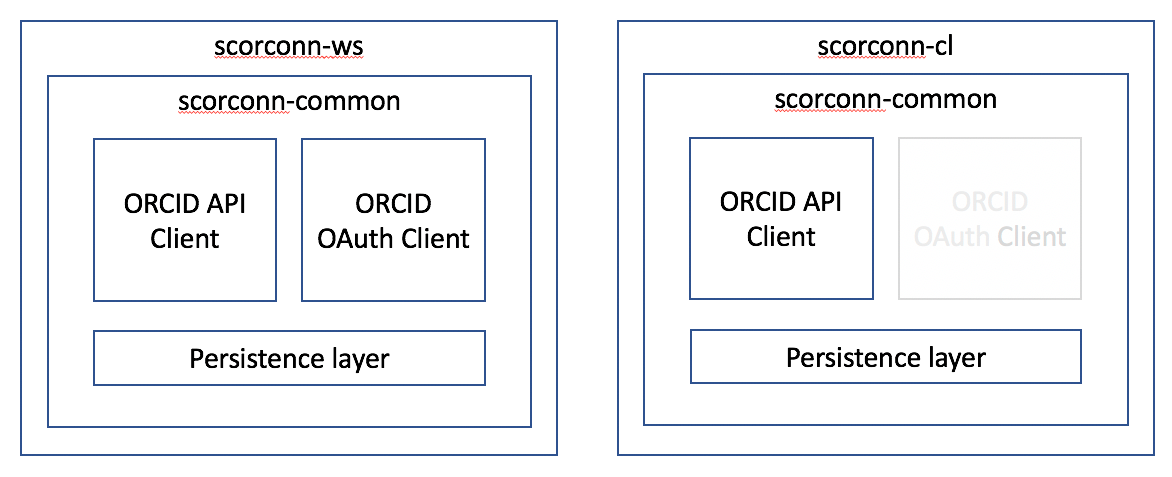 scorconn-ws
scorconn-common
ORCID API
Client
ORCID
OAuth Client
Persistence layer
scorconn-cl
scorconn-common
ORCID API
Client
ORCID
OAuth Client
Persistence layer